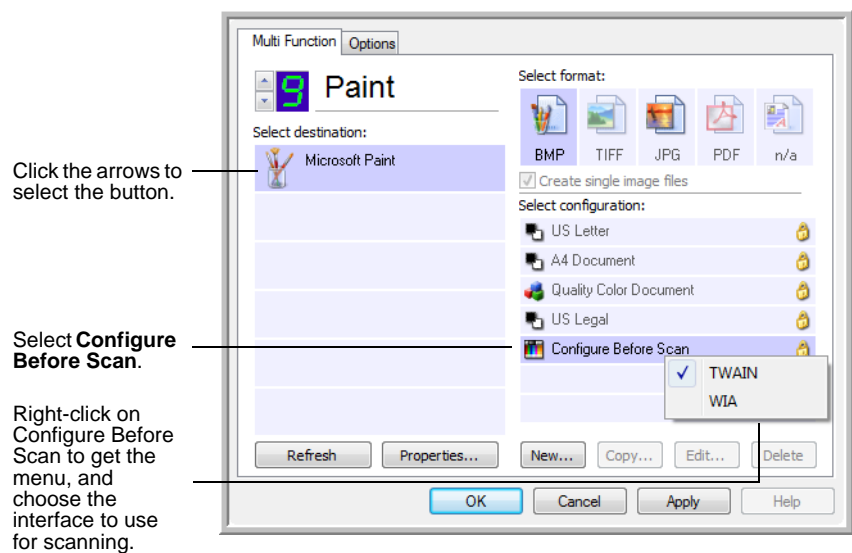 Multi Function Options
9 Paint
Select destination:
Microsoft Paint
Select format:
BMP TIFF JPG PDF n/a
Create single image files
Select configuration:
US Letter
A4 Document
Quality Color Document
US Legal
Configure Before Scan
TWAIN
WIA
Refresh Properties... New... Copy... Edit... Delete
OK Cancel Apply Help
Click the arrows to
select the button.
Select Configure
Before Scan.
Right-click on
Configure Before
Scan to get the
menu, and
choose the
interface to use
for scanning.